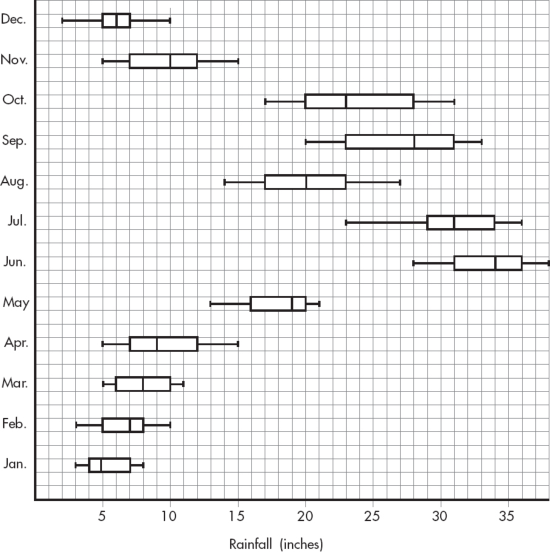 Dec.
Nov.
Oct.
Sep.
Aug.
Jul.
Jun.
May
Apr.
Mar.
Feb.
Jan.
5 10 15 20 25 30 35
Rainfall (inches)